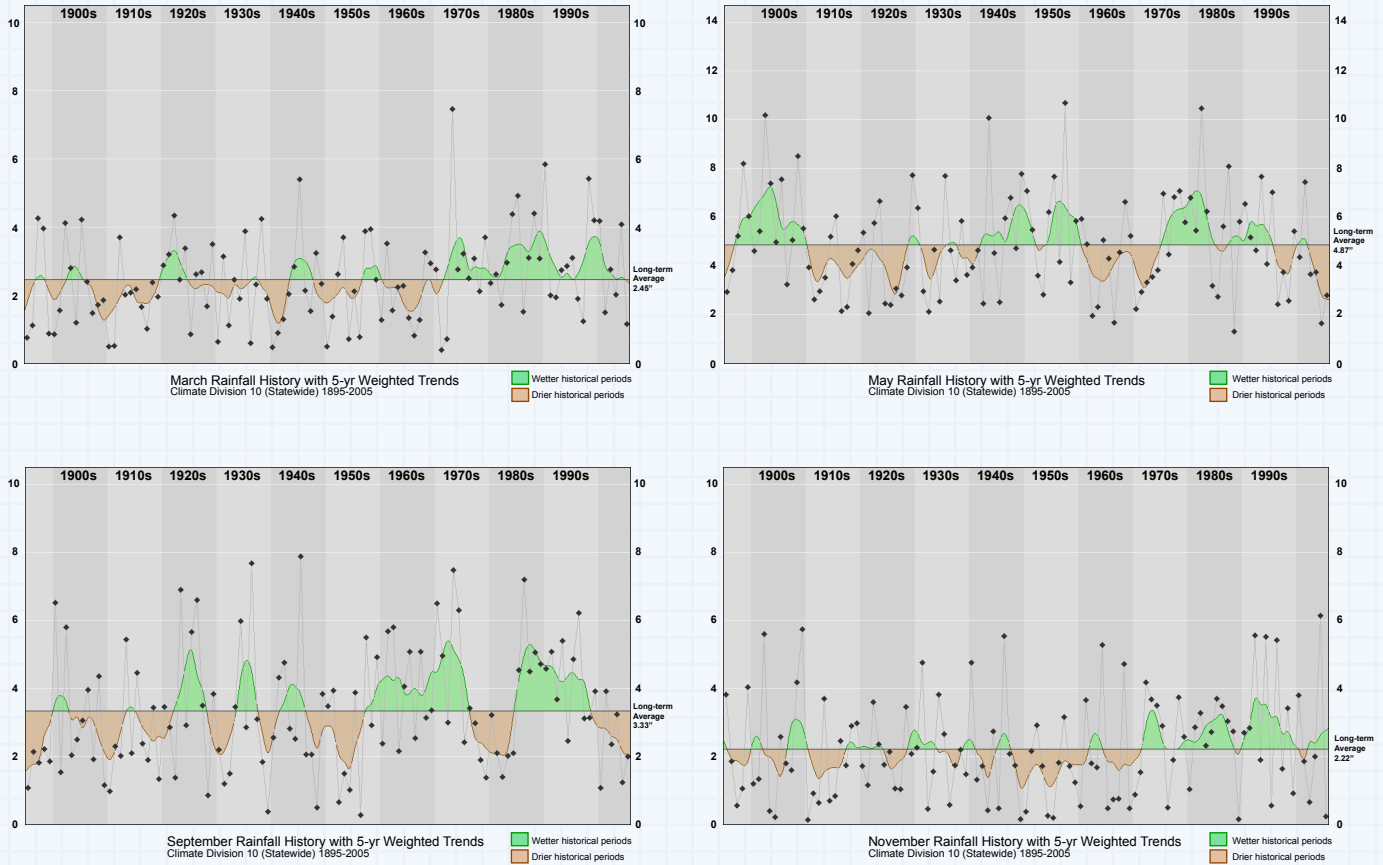 1900s 1910s 1920s 1930s 1940s 1950s 1960s 1970s 1980s 1990s
10 10
8 8
6 6
4 4
Long-term
Average
2.45"
2 2
0 0
March Rainfall History with 5-yr Weighted Trends
Climate Division 10 (Statewide) 1895-2005
Wetter historical periods
Drier historical periods
1900s 1910s 1920s 1930s 1940s 1950s 1960s 1970s 1980s 1990s
14 14
12 12
10 10
8 8
6 6
Long-term
Average
4.87"
4 4
2 2
0 0
May Rainfall History with 5-yr Weighted Trends
Climate Division 10 (Statewide) 1895-2005
Wetter historical periods
Drier historical periods
1900s 1910s 1920s 1930s 1940s 1950s 1960s 1970s 1980s 1990s
10 10
8 8
6 6
4 4
Long-term
Average
3.33"
2 2
0 0
September Rainfall History with 5-yr Weighted Trends
Climate Division 10 (Statewide) 1895-2005
Wetter historical periods
Drier historical periods
1900s 1910s 1920s 1930s 1940s 1950s 1960s 1970s 1980s 1990s
10 10
8 8
6 6
4 4
Long-term
Average
2.22"
2 2
0 0
November Rainfall History with 5-yr Weighted Trends
Climate Division 10 (Statewide) 1895-2005
Wetter historical periods
Drier historical periods